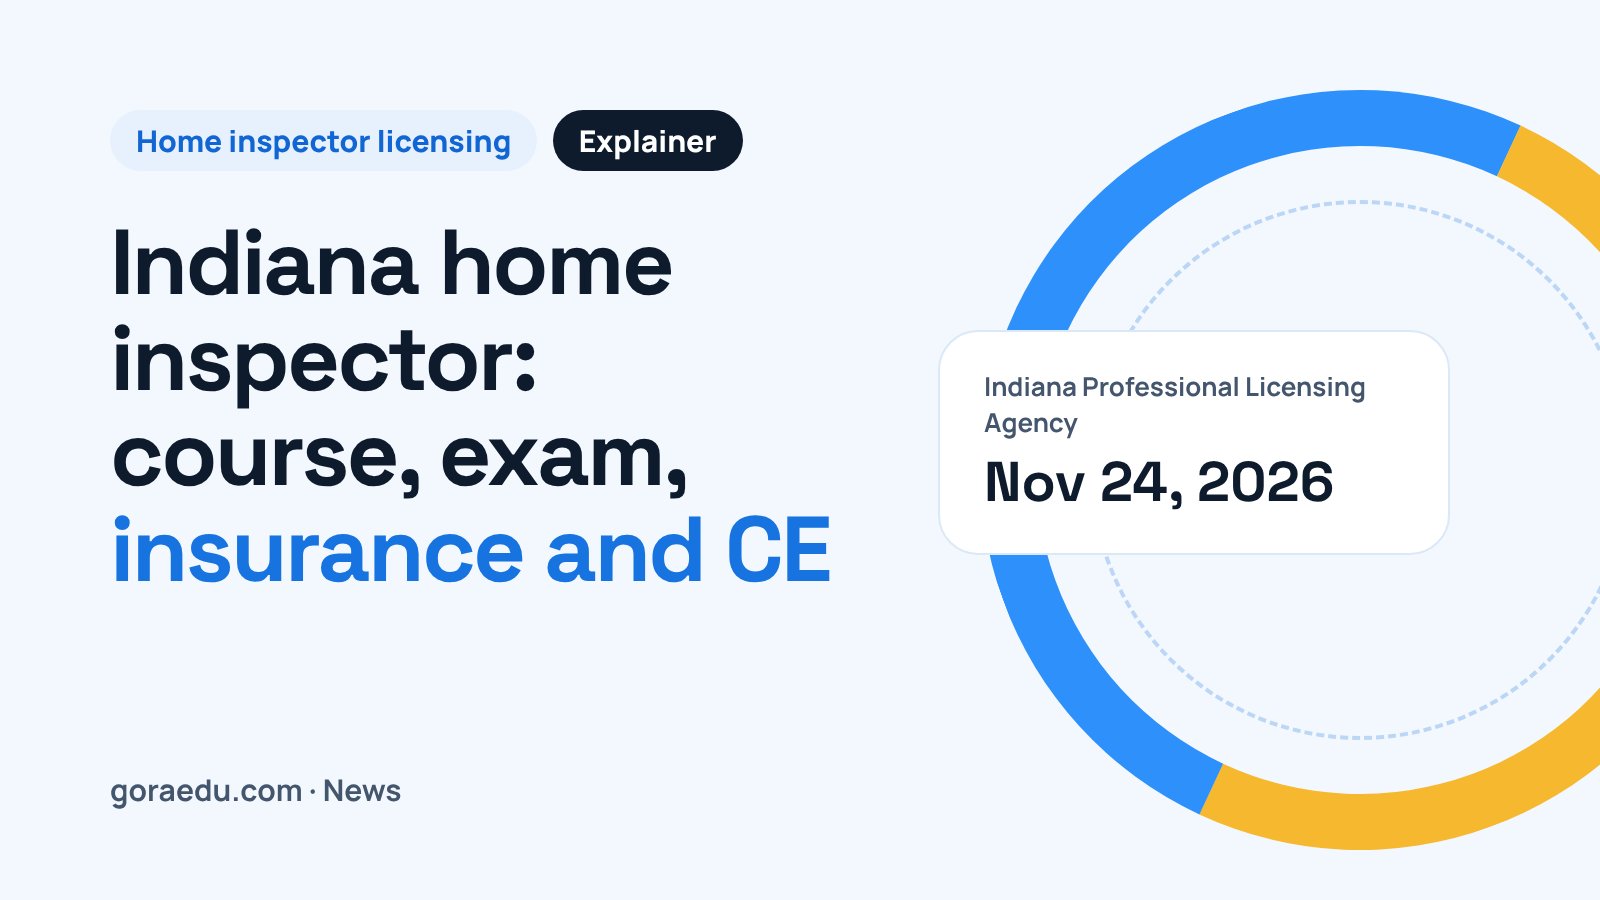 Home inspector licensing
Explainer
Indiana home
inspector:
course, exam,
insurance and CE
Indiana Professional Licensing
Agency
Nov 24, 2026
goraedu.com · News